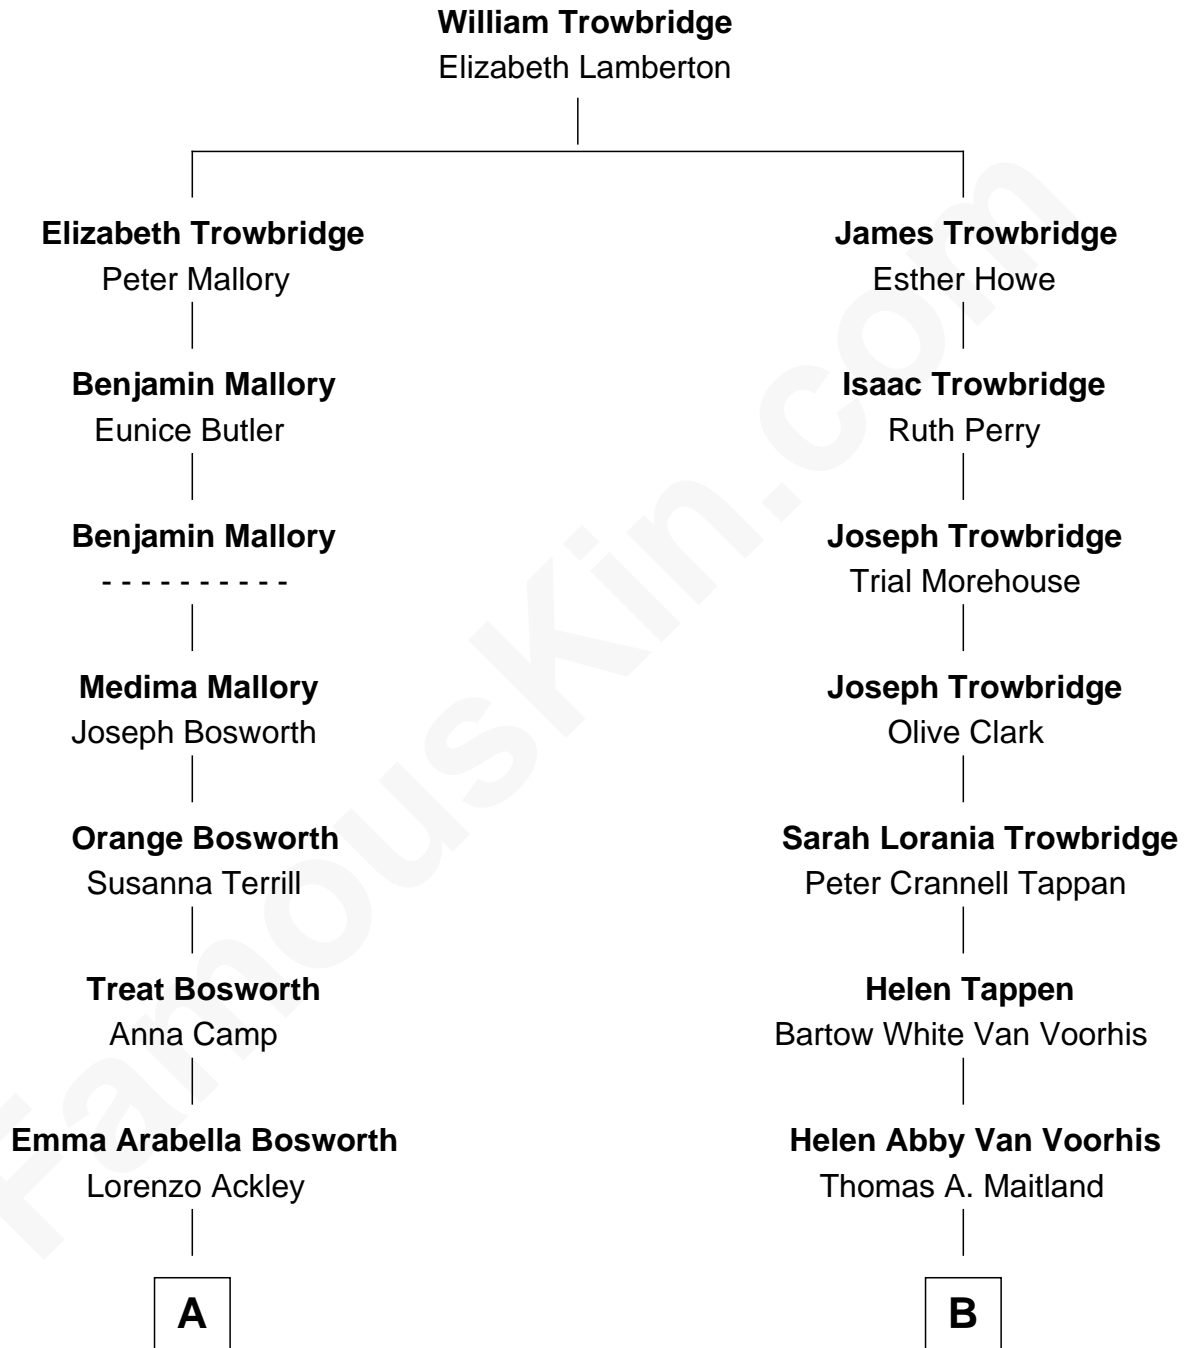 William Trowbridge
Elizabeth Lamberton
Elizabeth Trowbridge
Peter Mallory
James Trowbridge
Esther Howe
Benjamin Mallory
Eunice Butler
Isaac Trowbridge
Ruth Perry
Benjamin Mallory
- - - - - - - - - -
Joseph Trowbridge
Trial Morehouse
Medima Mallory
Joseph Bosworth
Joseph Trowbridge
Olive Clark
Orange Bosworth
Susanna Terrill
Sarah Lorania Trowbridge
Peter Crannell Tappan
Treat Bosworth
Anna Camp
Helen Tappen
Bartow White Van Voorhis
Emma Arabella Bosworth
Lorenzo Ackley
Helen Abby Van Voorhis
Thomas A. Maitland
A
B
FamousKin.com